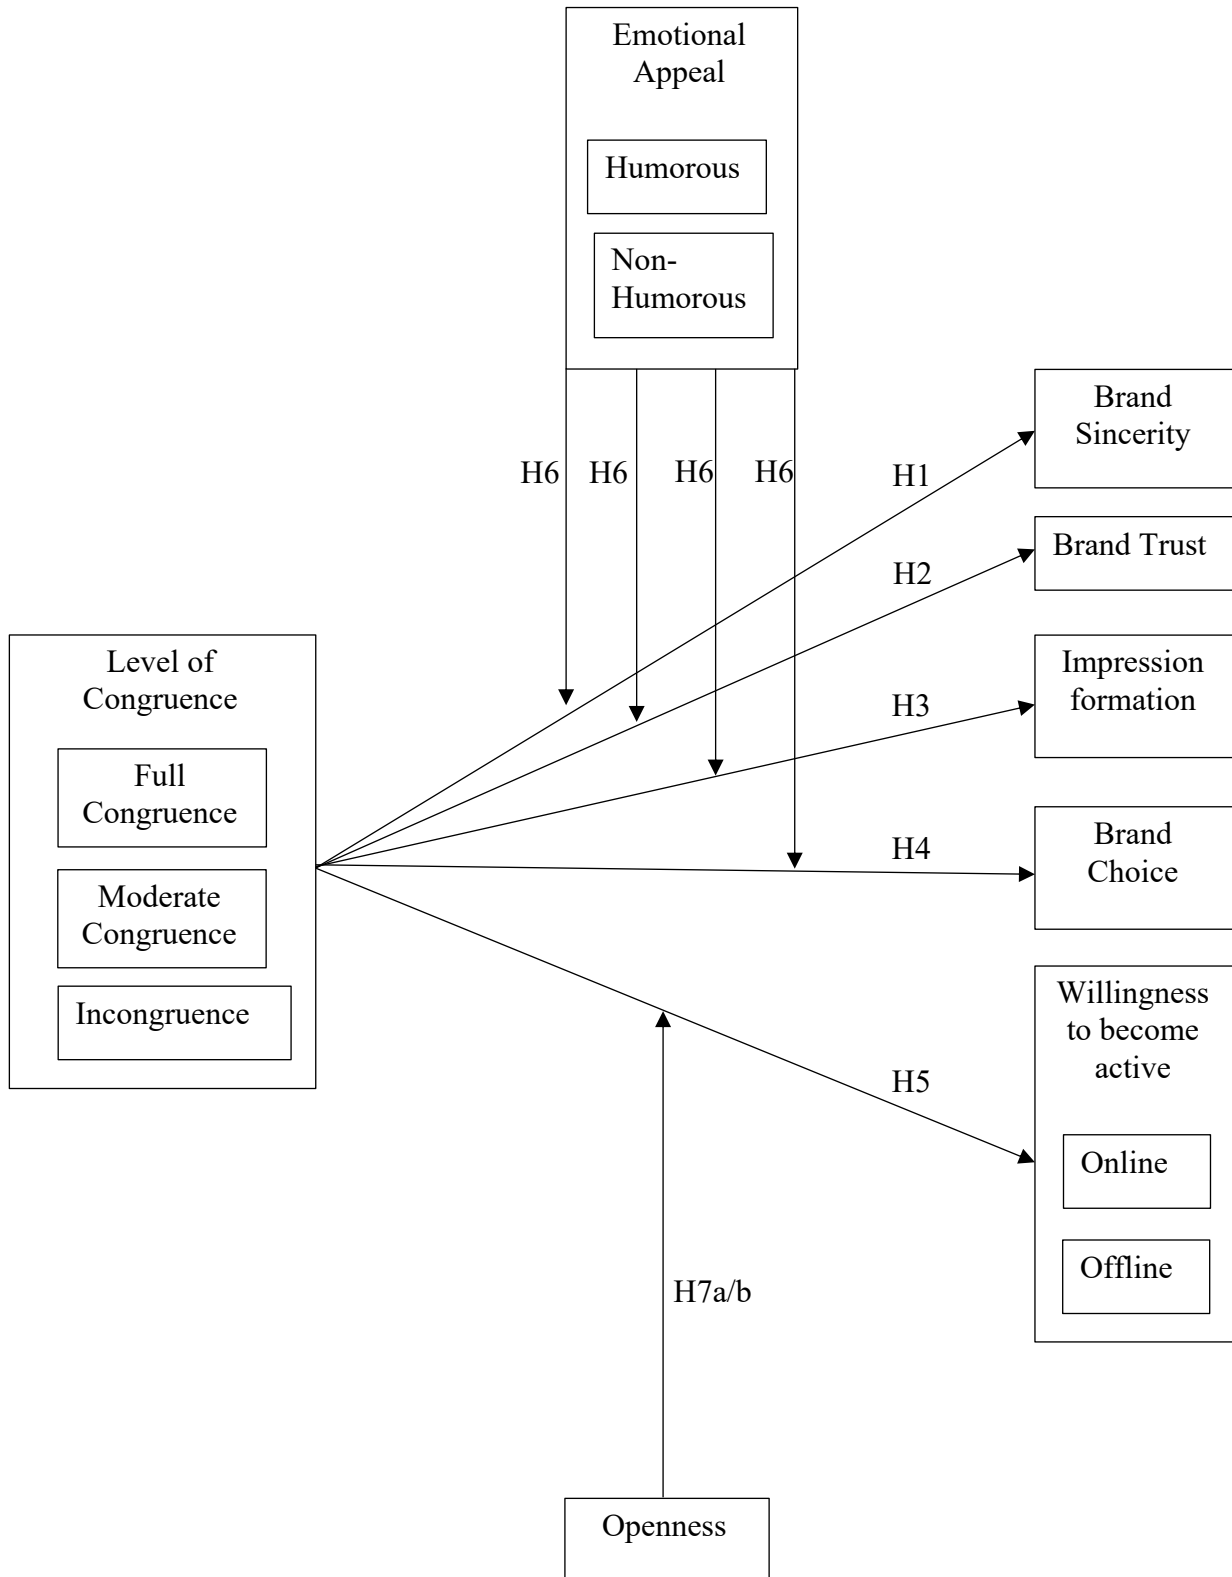 Emotional
Appeal
Humorous
Non-
Humorous
H6
H6
H6
H6
H1
Brand
Sincerity
H2
Brand Trust
Level of
Congruence
Full
Congruence
Moderate
Congruence
Incongruence
H3
Impression
formation
H4
Brand
Choice
H5
Willingness
to become
active
Online
Offline
H7a/b
Openness